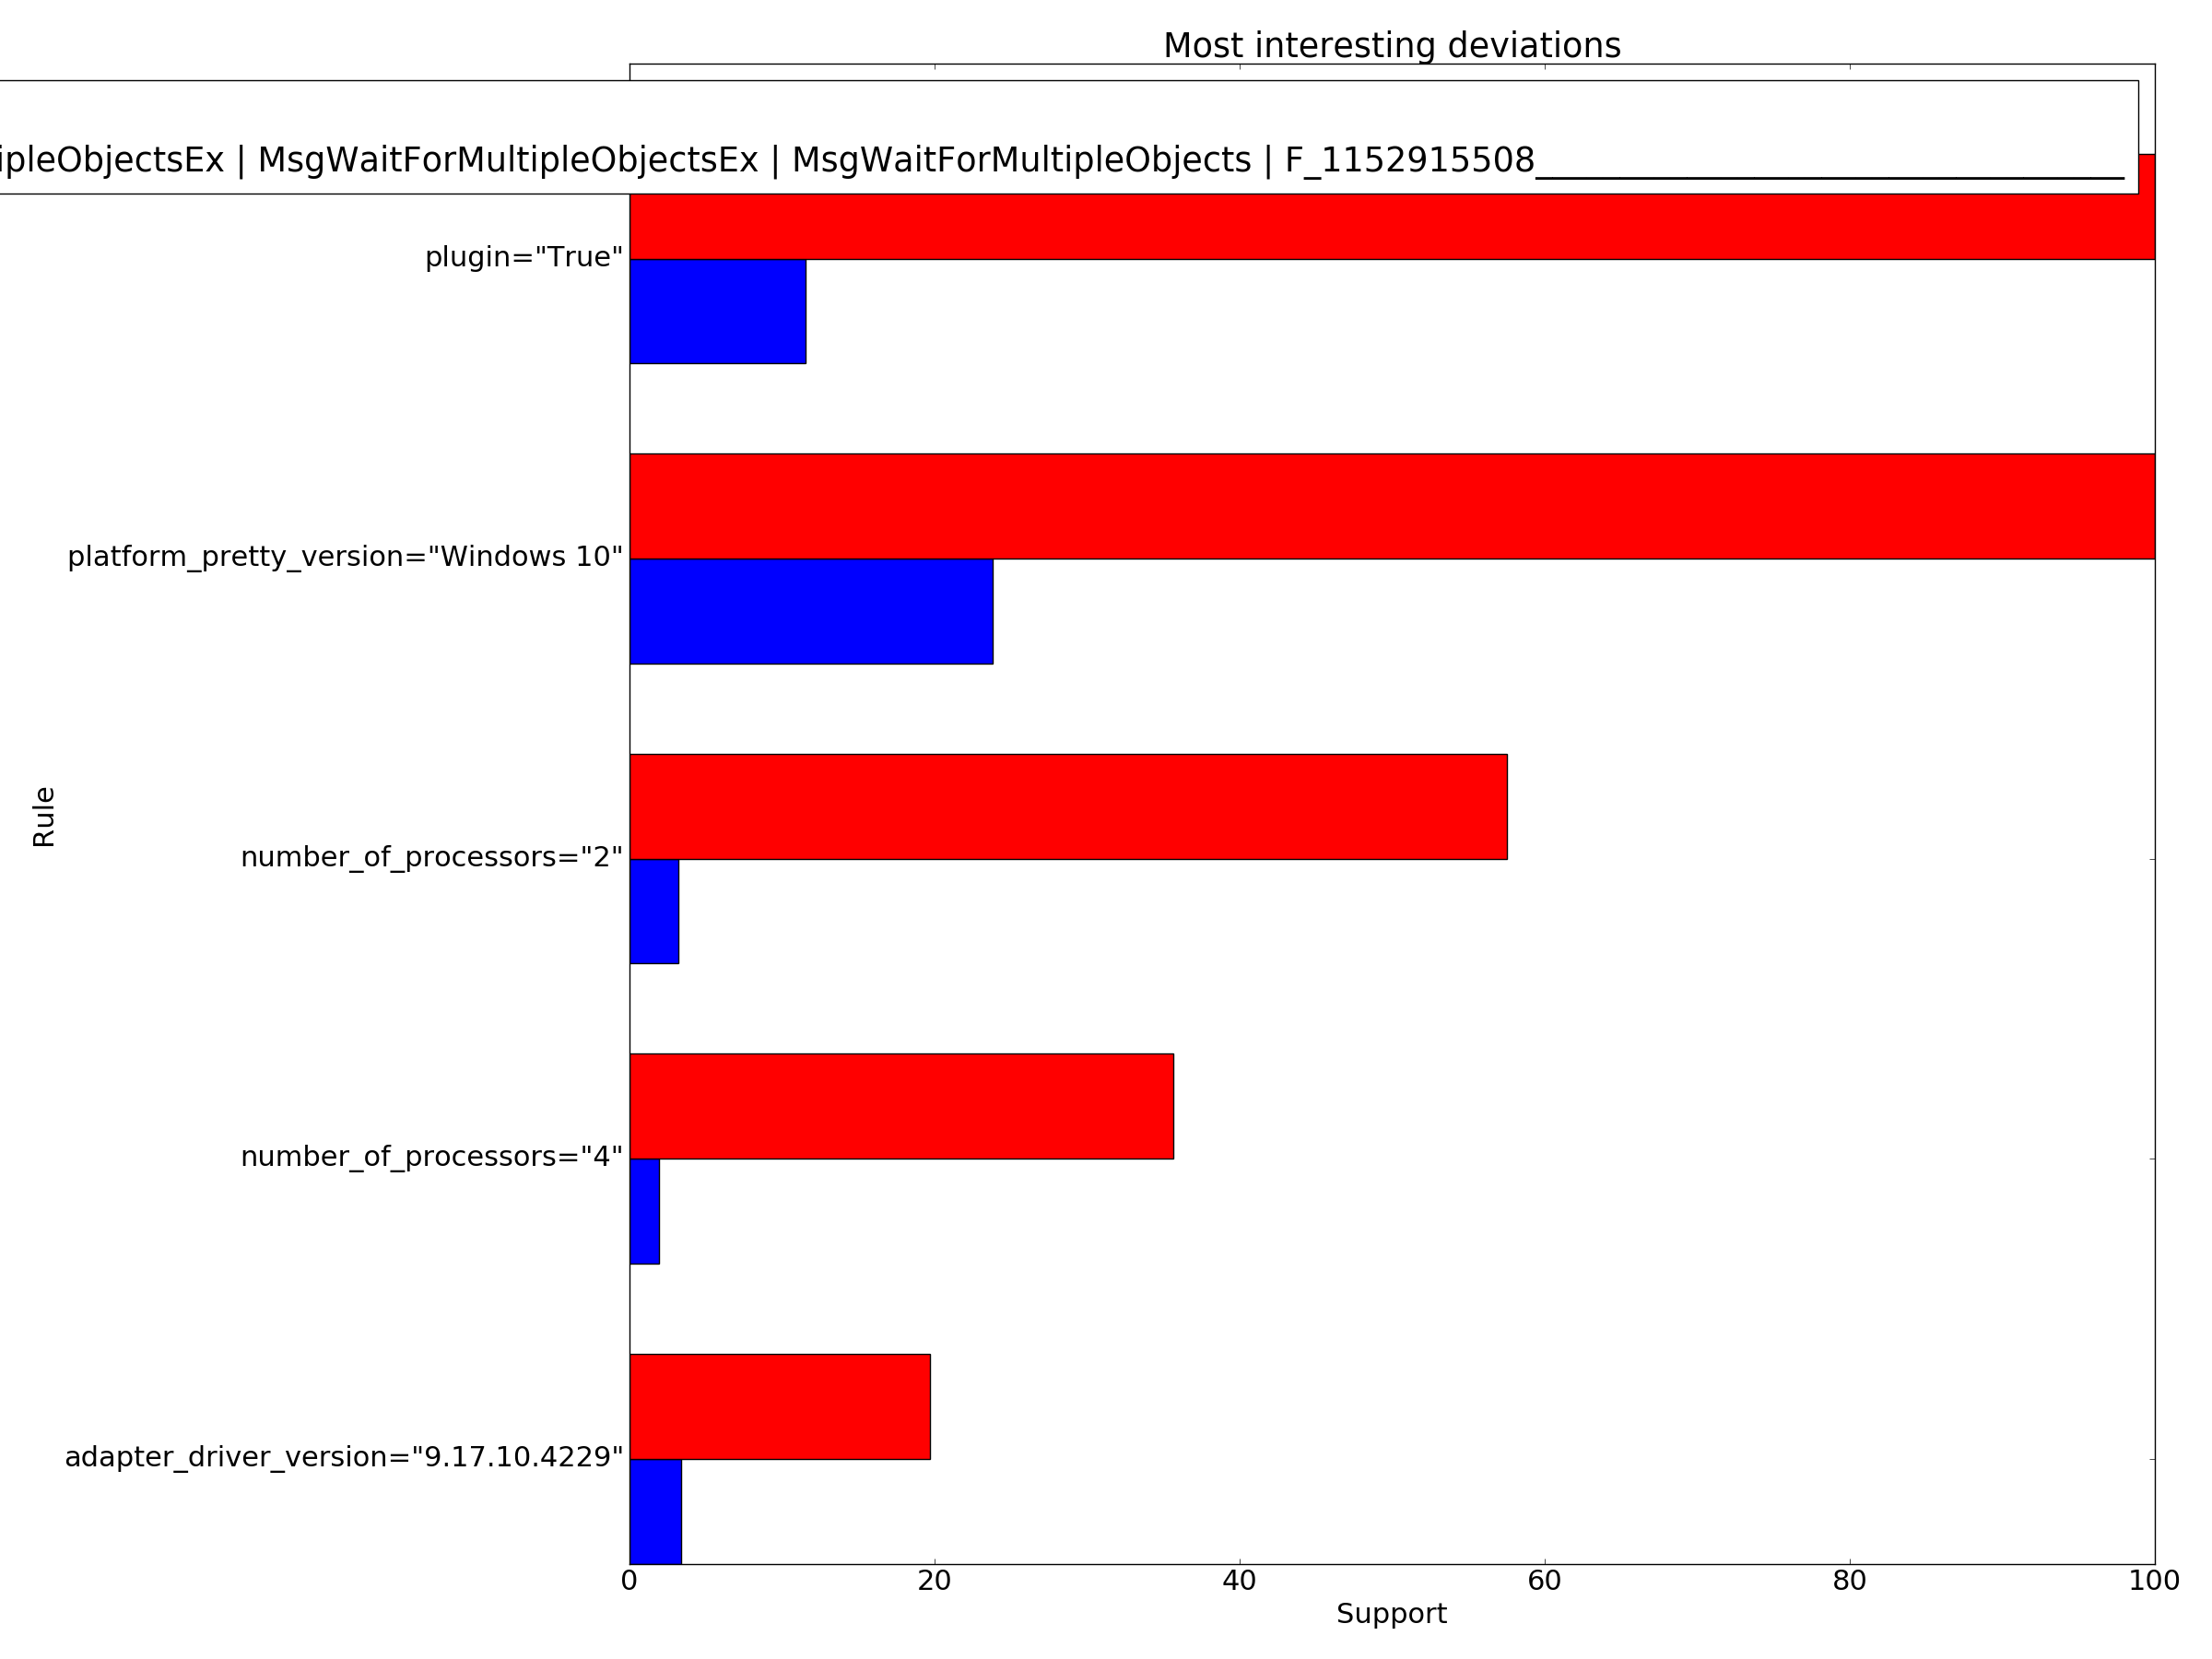 Most interesting deviations
ipleObjectsEx | MsgWaitForMultipleObjectsEx | MsgWaitForMultipleObjects | F_1152915508___________________________________
plugin="True"
platform_pretty_version="Windows 10"
number_of_processors="2"
number_of_processors="4"
adapter_driver_version="9.17.10.4229"
Rule
0 20 40 60 80 100
Support